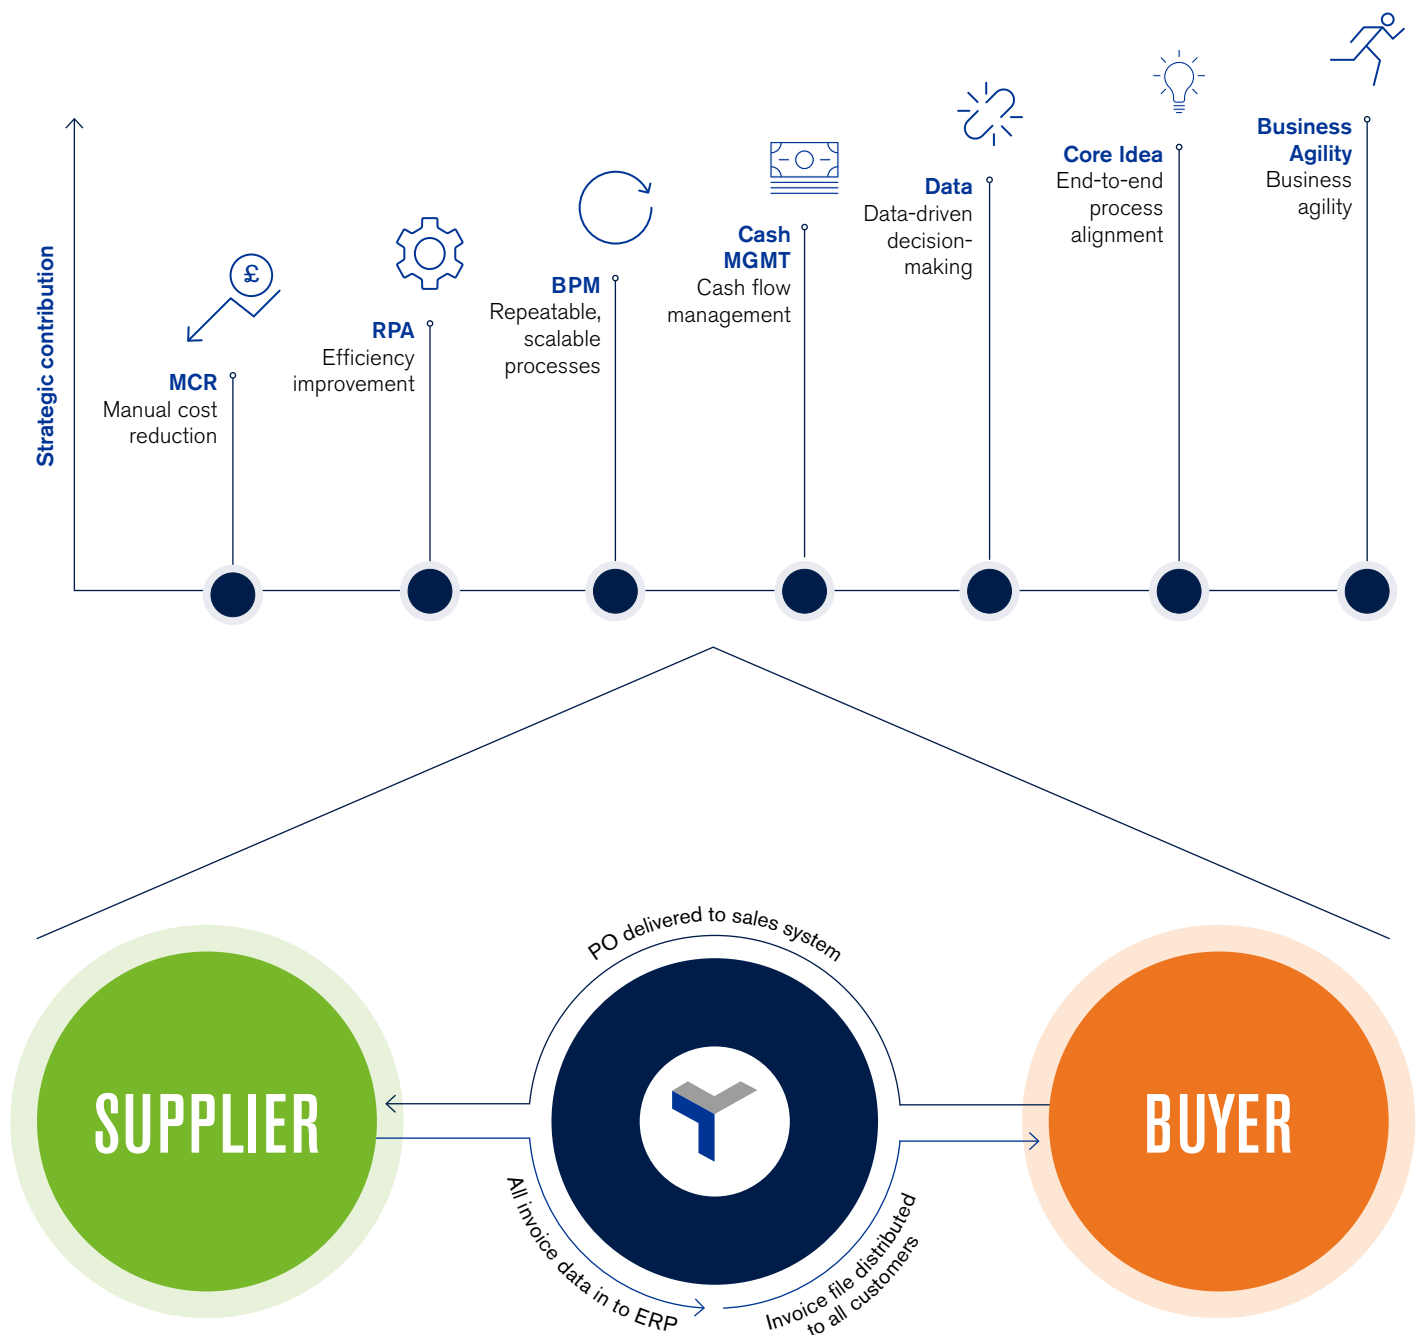 Strategic contribution
£
MCR
Manual cost
reduction
RPA
Efficiency
improvement
BPM
Repeatable,
scalable
processes
Cash
MGMT
Cash flow
management
Data
Data-driven
decision-
making
Core Idea
End-to-end
process
alignment
Business
Agility
Business
agility
PO delivered to sales system
SUPPLIER
BUYER
All invoice data in to ERP
Invoice file distributed
to all customers